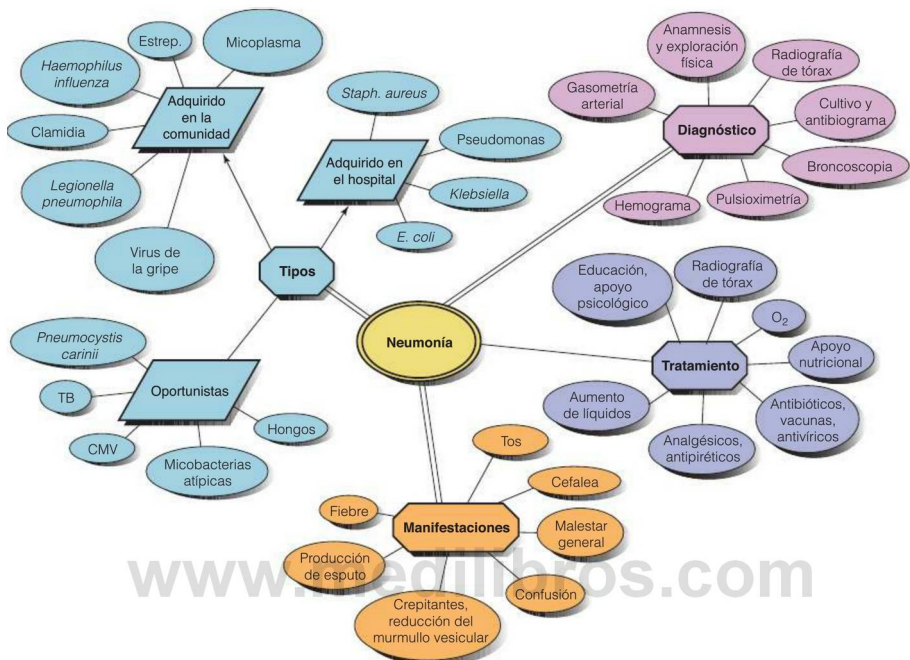 Estrep.
Micoplasma
Haemophilus
influenza
Adquirido
en la
comunidad
Clamidia
Legionella
pneumophila
Virus de
la gripe
Staph. aureus
Pseudomonas
Adquirido en
el hospital
Klebsiella
E. coli
Tipos
Anamnesis
y exploración
física
Radiografía
de tórax
Gasometría
arterial
Diagnóstico
Cultivo y
antibiograma
Broncoscopia
Pulsioximetría
Hemograma
Neumonía
Pneumocystis
carinii
TB
Oportunistas
CMV
Micobacterias
atípicas
Hongos
Educación,
apoyo
psicológico
Radiografía
de tórax
O2
Apoyo
nutricional
Tratamiento
Aumento
de líquidos
Analgésicos,
antipiréticos
Antibióticos,
vacunas,
antivíricos
Tos
Cefalea
Fiebre
Manifestaciones
Malestar
general
Producción
de esputo
Confusión
Crepitantes,
reducción del
murmullo vesicular
www.medilibros.com